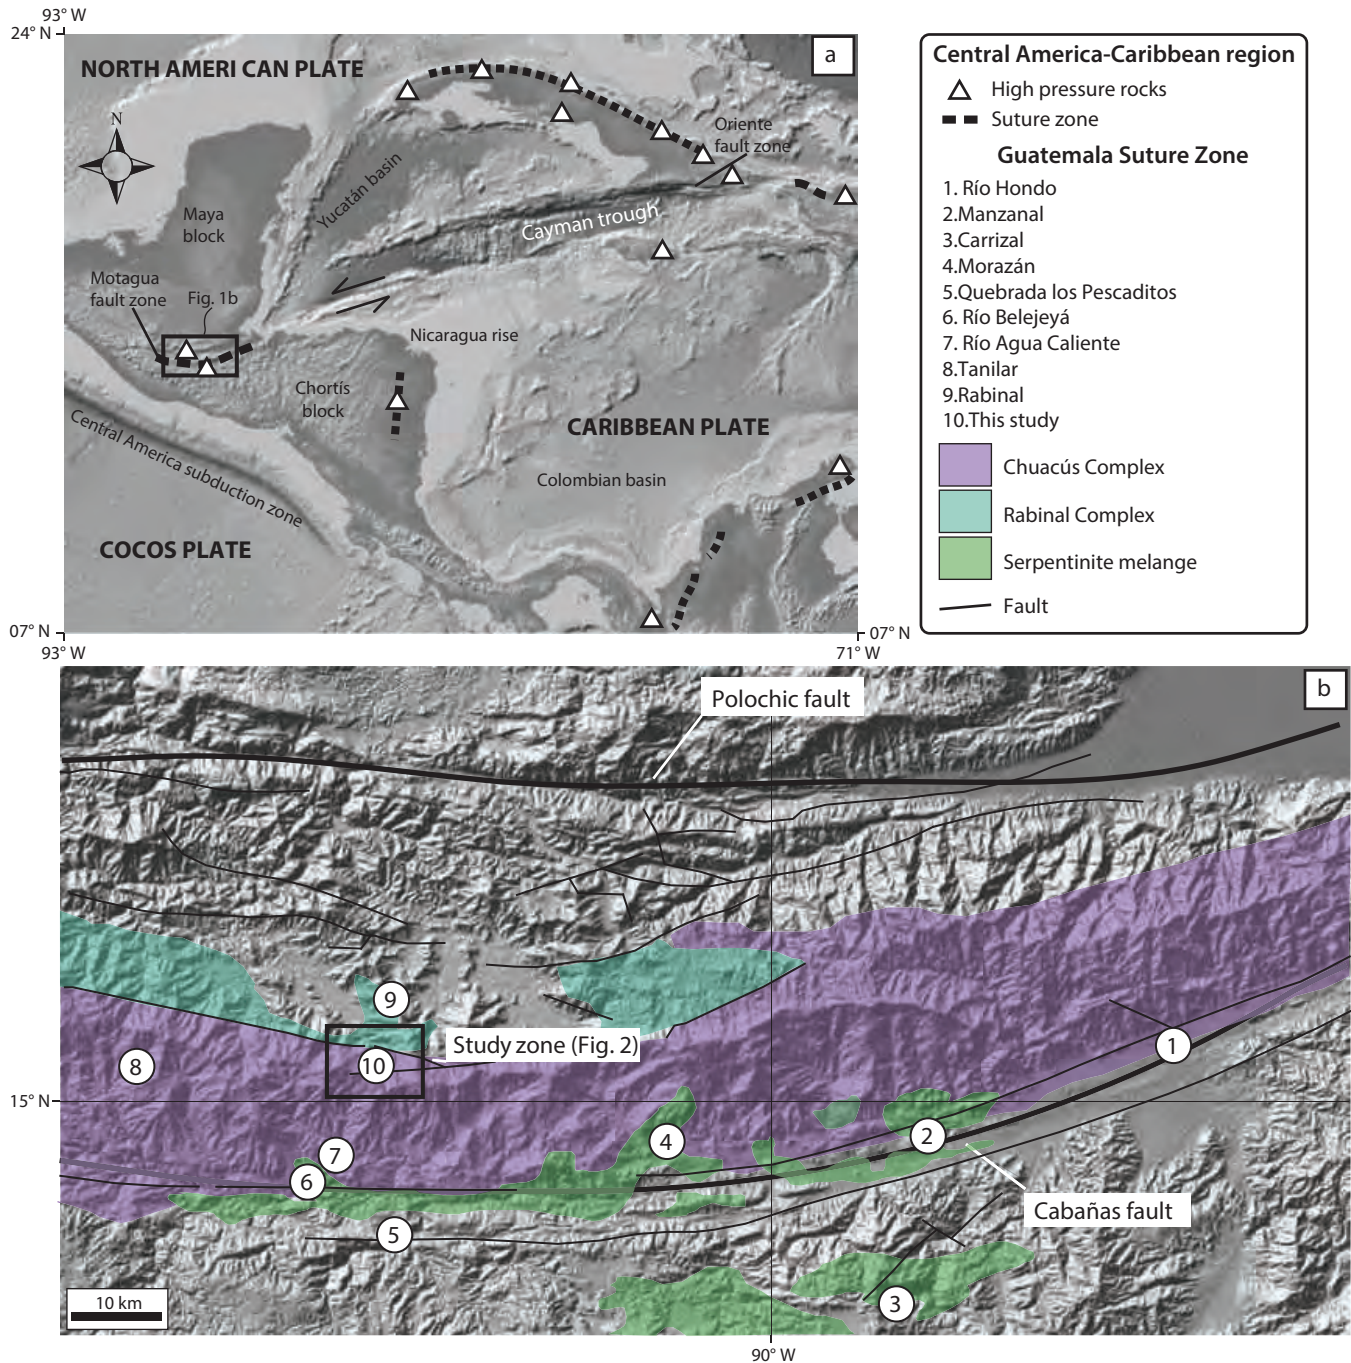 93° W
24° N
a
NORTH AMERI CAN PLATE
N
Oriente
fault zone
Yucatán basin
Maya
block
Cayman trough
Motagua
fault zone
Fig. 1b
Nicaragua rise
Chortís
block
CARIBBEAN PLATE
Central America subduction zone
Colombian basin
COCOS PLATE
07° N
07° N
93° W
71° W
Central America-Caribbean region
High pressure rocks
Suture zone
Guatemala Suture Zone
1. Río Hondo
2.Manzanal
3.Carrizal
4.Morazán
5.Quebrada los Pescaditos
6. Río Belejeyá
7. Río Agua Caliente
8.Tanilar
9.Rabinal
10.This study
Chuacús Complex
Rabinal Complex
Serpentinite melange
Fault
b
Polochic fault
9
Study zone (Fig. 2)
1
8
10
15° N
2
4
7
6
Cabañas fault
5
3
10 km
90° W